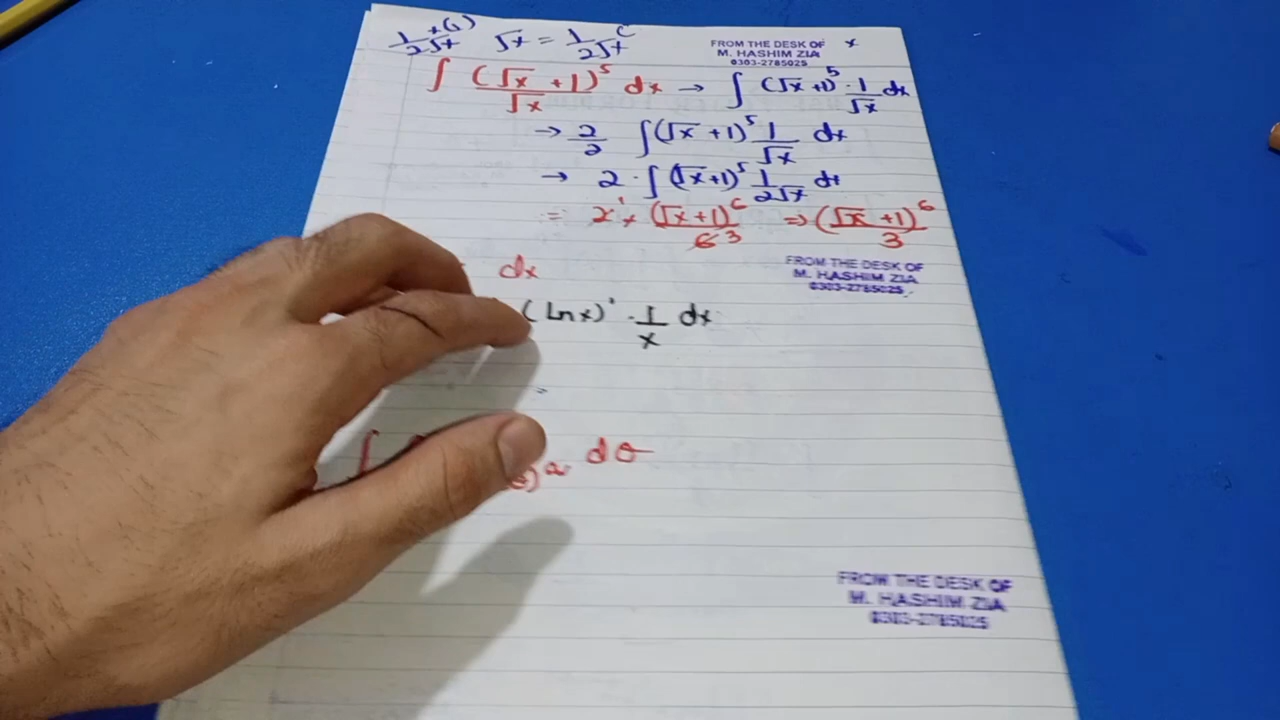 1/2√x √x = 1/2√x
FROM THE DESK OF
M. HASHIM ZIA
0303-2785025
∫ (√x + 1)^5/√x dx → ∫ (√x + 1)^5 · 1/√x dx
→ 2/2 ∫(√x + 1)^5 1/√x dx
→ 2 · ∫(√x+1)^5 1/2√x dx
= 2 × (√x+1)^6/6 3 ⇒ (√x + 1)^6/3
dx
FROM THE DESK OF
M. HASHIM ZIA
0303-2785025
(ln x)^1 · 1/x dx
=
∫ dθ
FROM THE DESK OF
M. HASHIM ZIA
0303-2785025